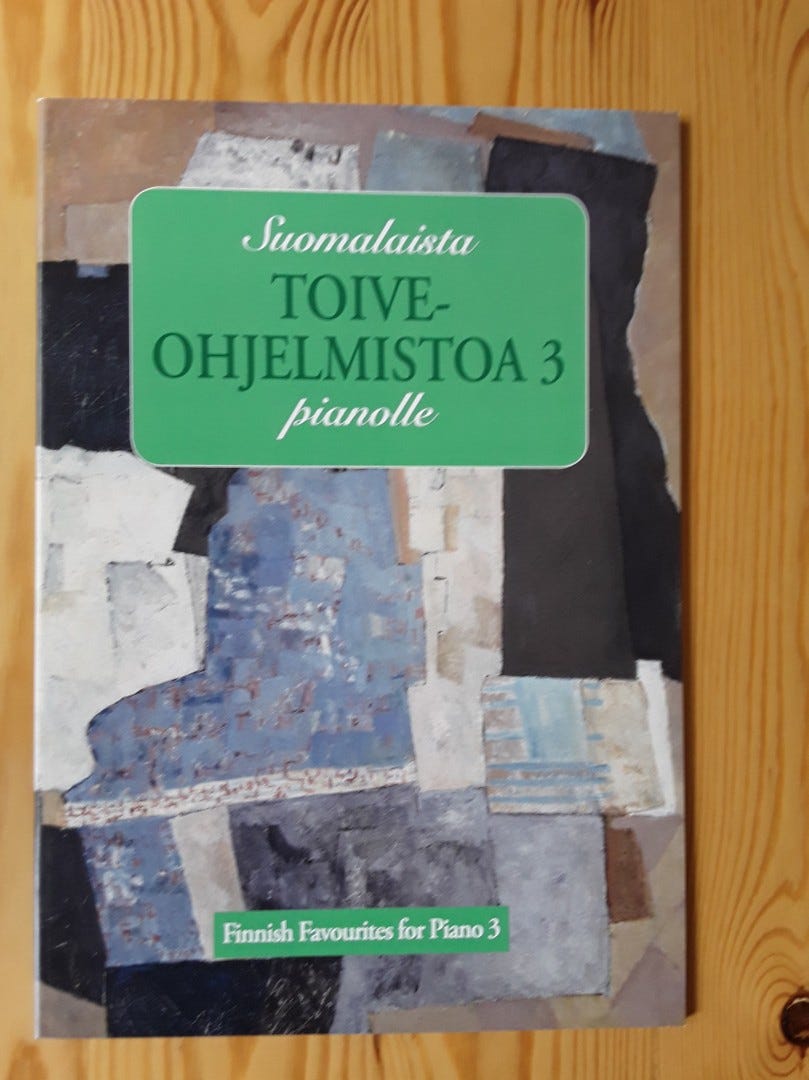 Suomalaista
TOIVE-
OHJELMISTOA 3
pianolle
Finnish Favourites for Piano 3